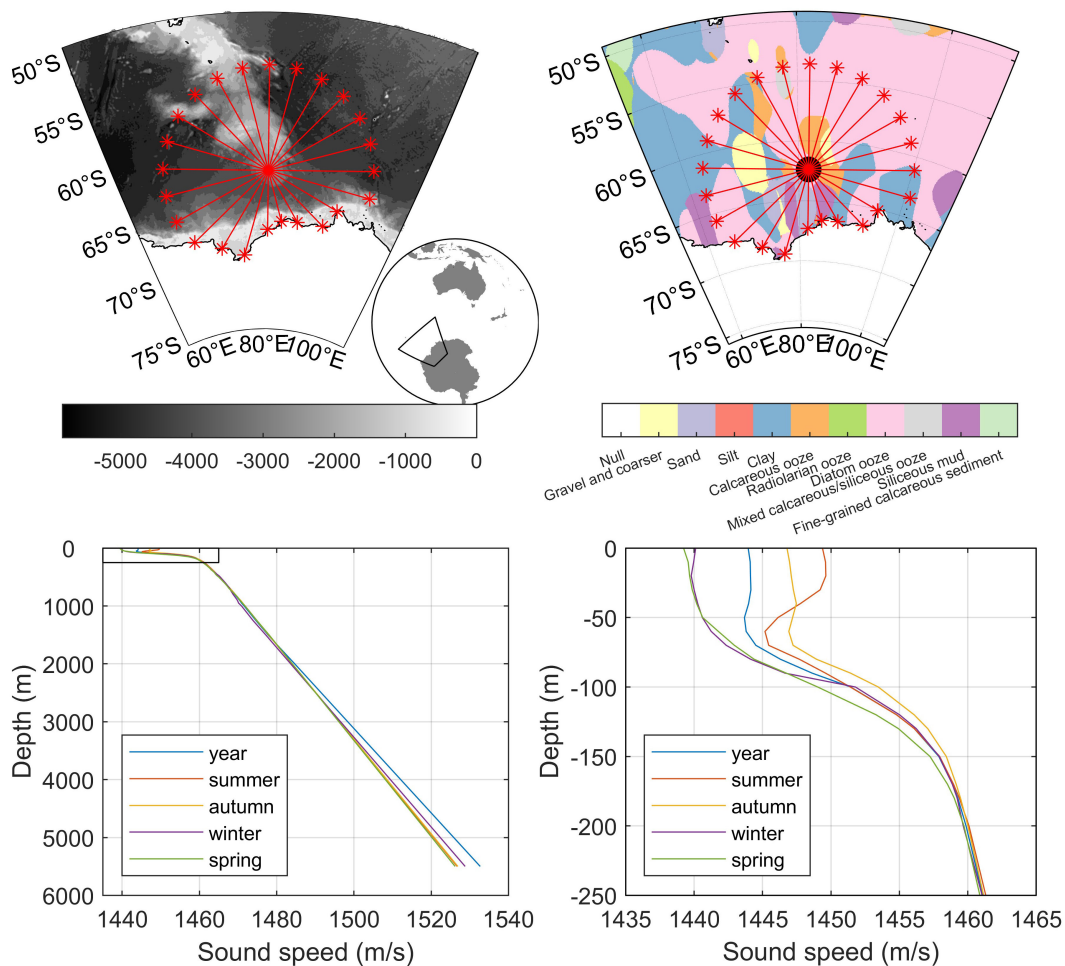 50°S
55°S
60°S
65°S
70°S
75°S
60°E
80°E
100°E
-5000 -4000 -3000 -2000 -1000 0
50°S
55°S
60°S
65°S
70°S
75°S
60°E
80°E
100°E
Null
Gravel and coarser
Sand
Silt
Clay
Calcareous ooze
Radiolarian ooze
Diatom ooze
Mixed calcareous/siliceous ooze
Siliceous mud
Fine-grained calcareous sediment
0
1000
2000
3000
4000
5000
6000
Depth (m)
year
summer
autumn
winter
spring
1440 1460 1480 1500 1520 1540
Sound speed (m/s)
0
-50
-100
-150
-200
-250
Depth (m)
year
summer
autumn
winter
spring
1435 1440 1445 1450 1455 1460 1465
Sound speed (m/s)